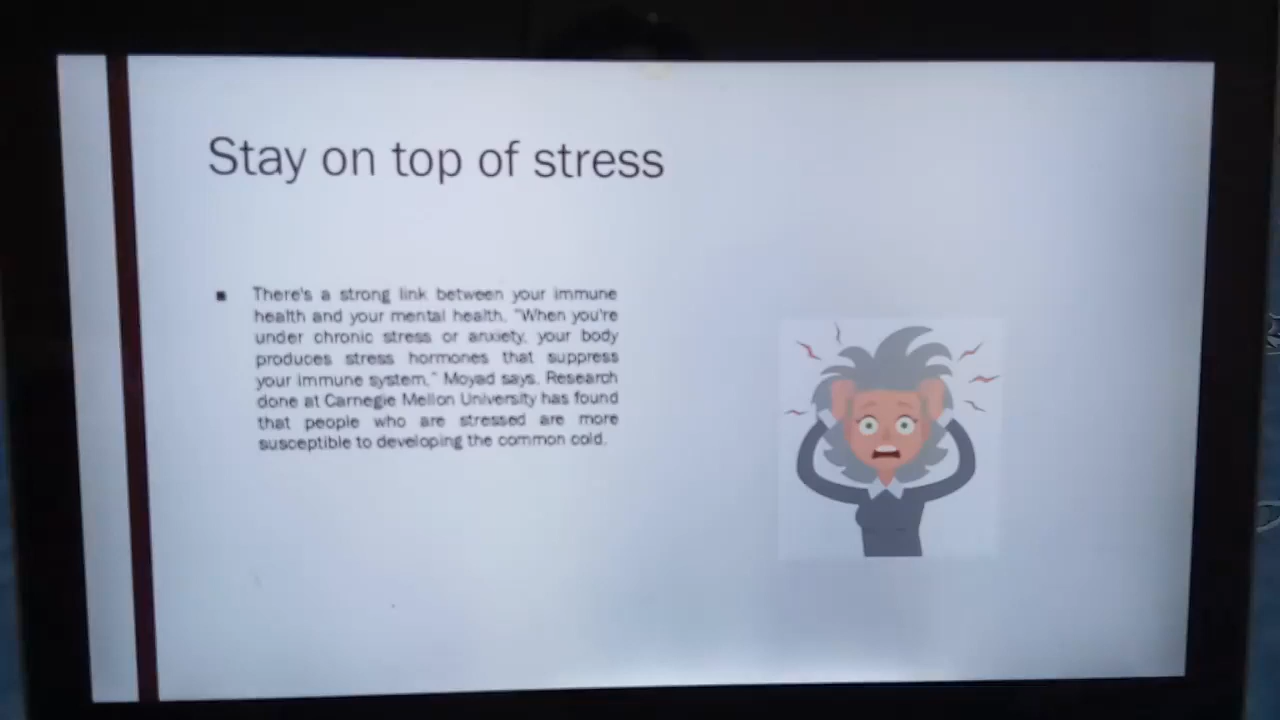 Stay on top of stress
There's a strong link between your immune
health and your mental health. "When you're
under chronic stress or anxiety, your body
produces stress hormones that suppress
your immune system," Moyad says. Research
done at Carnegie Mellon University has found
that people who are stressed are more
susceptible to developing the common cold.